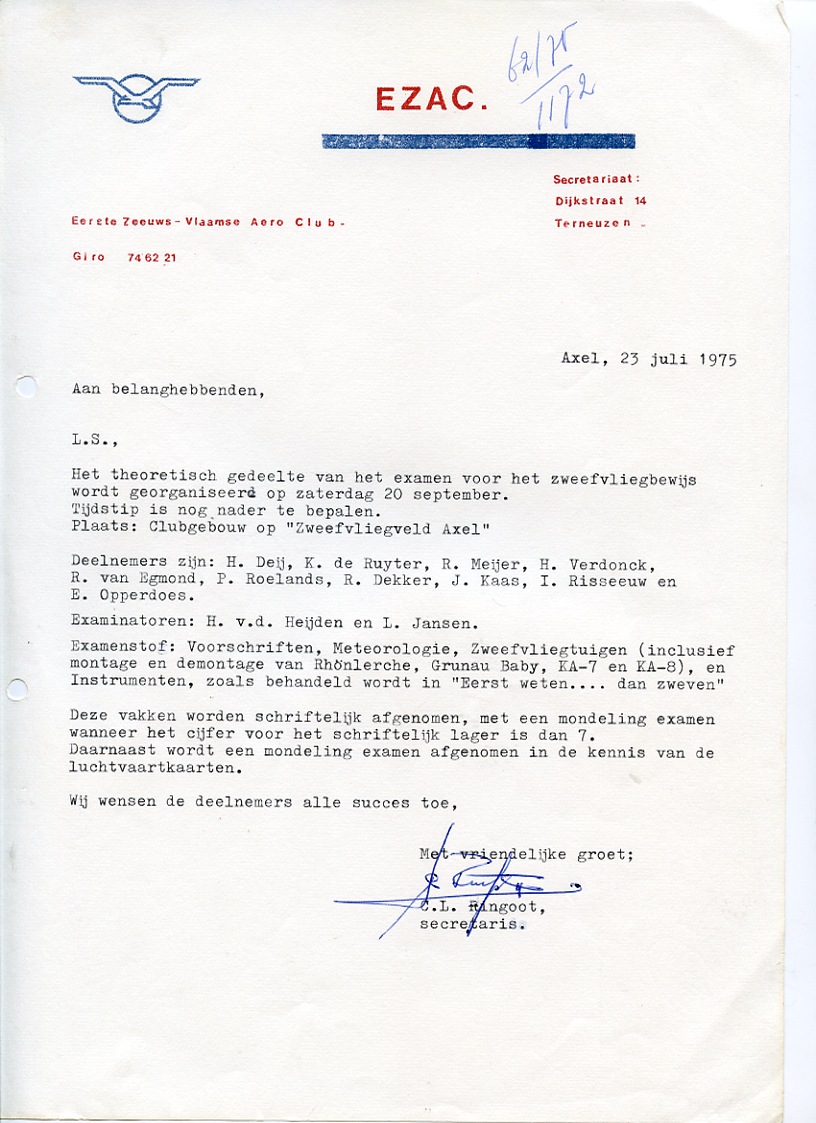 62/75
1172
EZAC.
Secretariaat:
Dijkstraat 14
Terneuzen -
Eerste Zeeuws-Vlaamse Aero Club-
Giro 74 62 21
Axel, 23 juli 1975
Aan belanghebbenden,
L.S.,
Het theoretisch gedeelte van het examen voor het zweefvliegbewijs
wordt georganiseerd op zaterdag 20 september.
Tijdstip is nog nader te bepalen.
Plaats: Clubgebouw op "Zweefvliegveld Axel"
Deelnemers zijn: H. Deij, K. de Ruyter, R. Meijer, H. Verdonck,
R. van Egmond, P. Roelands, R. Dekker, J. Kaas, I. Risseeuw en
E. Opperdoes.
Examinatoren: H. v.d. Heijden en L. Jansen.
Examenstof: Voorschriften, Meteorologie, Zweefvliegtuigen (inclusief
montage en demontage van Rhönlerche, Grunau Baby, KA-7 en KA-8), en
Instrumenten, zoals behandeld wordt in "Eerst weten.... dan zweven"
Deze vakken worden schriftelijk afgenomen, met een mondeling examen
wanneer het cijfer voor het schriftelijk lager is dan 7.
Daarnaast wordt een mondeling examen afgenomen in de kennis van de
luchtvaartkaarten.
Wij wensen de deelnemers alle succes toe,
Met vriendelijke groet;
C.L. Ringoot,
secretaris.